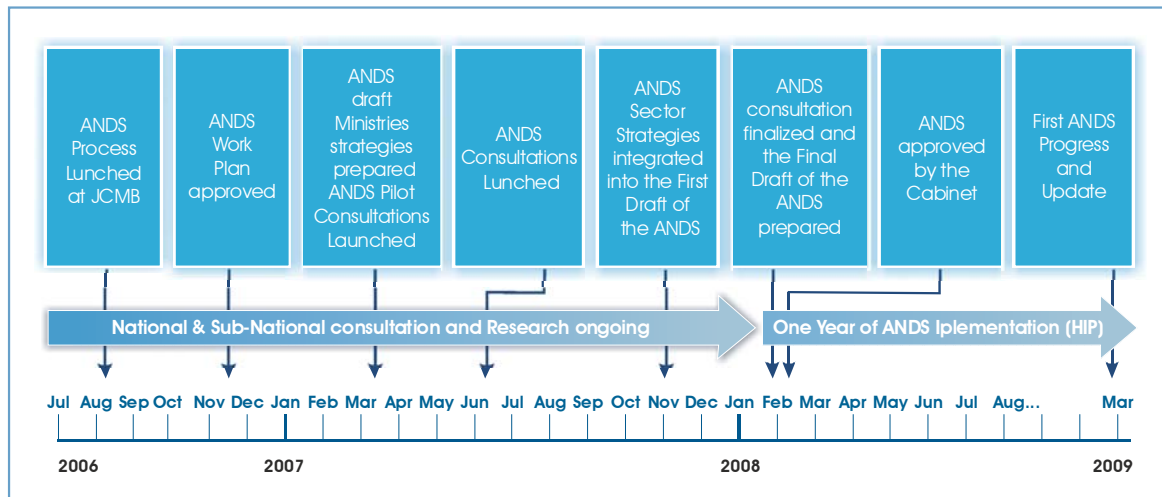 ANDS
Process
Lunched
at JCMB
ANDS
Work
Plan
approved
ANDS
draft
Ministries
strategies
prepared
ANDS Pilot
Consultations
Launched
ANDS
Consultations
Lunched
ANDS
Sector
Strategies
integrated
into the First
Draft of
the ANDS
ANDS
consultation
finalized and
the Final
Draft of the
ANDS
prepared
ANDS
approved
by the
Cabinet
First ANDS
Progress
and
Update
National & Sub-National consultation and Research ongoing
One Year of ANDS Iplementation (HIP)
Jul Aug Sep Oct Nov Dec Jan Feb Mar Apr May Jun Jul Aug Sep Oct Nov Dec Jan Feb Mar Apr May Jun Jul Aug... Mar
2006 2007 2008 2009